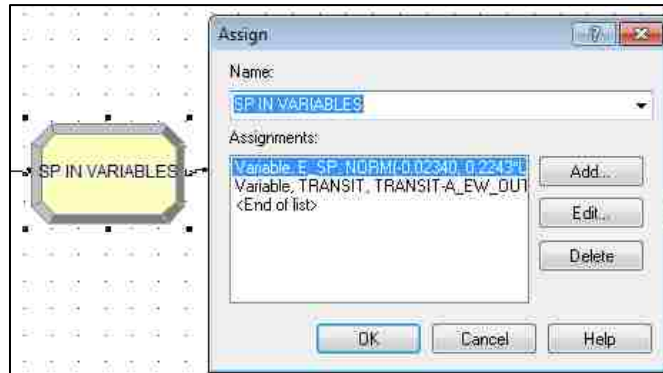 Assign
Name:
SP IN VARIABLES
SP IN VARIABLES
Assignments:
Variable, E_SP, NORM(-0.02340, 0.2243*L
Variable, TRANSIT, TRANSIT-A_EW_OUT
<End of list>
Add...
Edit...
Delete
OK
Cancel
Help